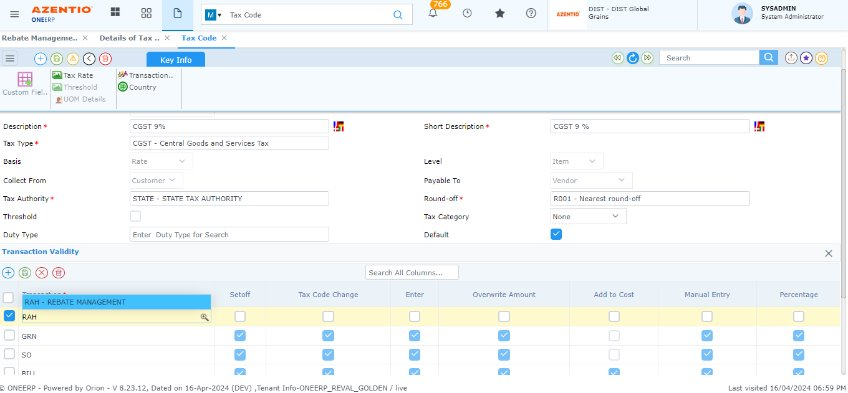 AZENTIO
ONEERP
M
Tax Code
766
AZENTIO
DIST - DIST Global Grains
SYSADMIN
System Administrator
Rebate Manageme.. ×
Details of Tax .. ×
Tax Code ×
Key Info
Search
Custom Fiel..
Tax Rate
Threshold
UOM Details
Transaction..
Country
Description * CGST 9%
Short Description * CGST 9 %
Tax Type * CGST - Central Goods and Services Tax
Basis Rate
Level Item
Collect From Customer
Payable To Vendor
Tax Authority * STATE - STATE TAX AUTHORITY
Round-off * R001 - Nearest round-off
Threshold
Tax Category None
Duty Type Enter Duty Type for Search
Default
Transaction Validity
Search All Columns...
Setoff Tax Code Change Enter Overwrite Amount Add to Cost Manual Entry Percentage
RAH - REBATE MANAGEMENT
RAH
GRN
SO
BILL
© ONEERP - Powered by Orion - V 8.23.12, Dated on 16-Apr-2024 (DEV) ,Tenant Info-ONEERP_REVAL_GOLDEN / live
Last visited 16/04/2024 06:59 PM